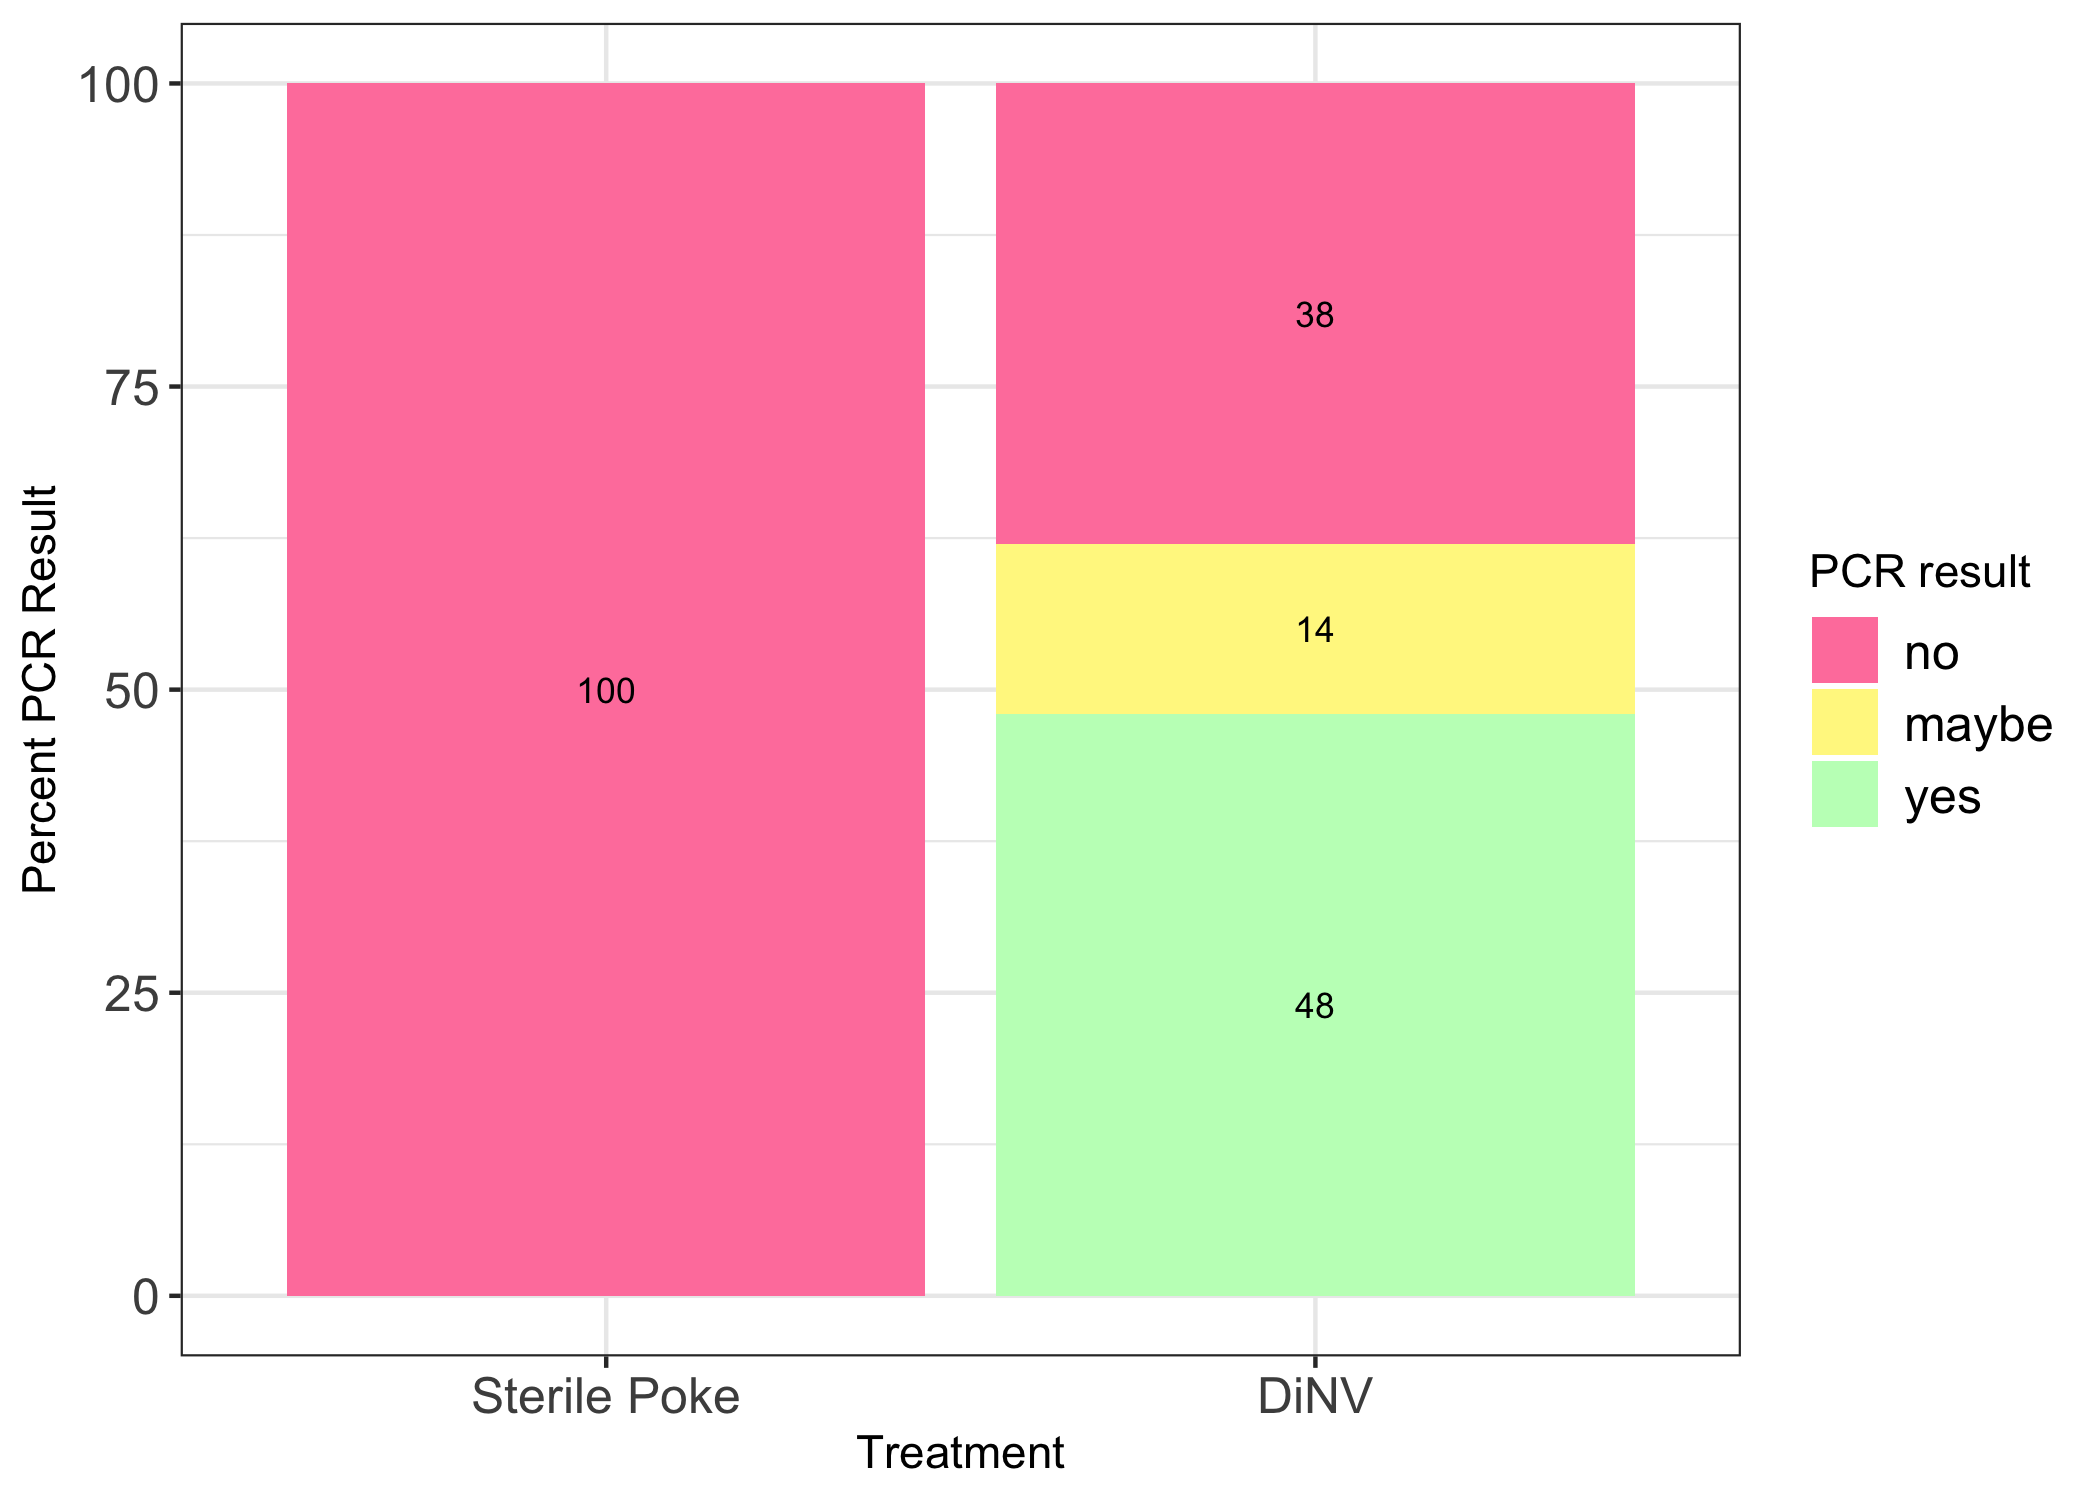 Percent PCR Result
100
75
50
25
0
100
38
14
48
Sterile Poke
DiNV
Treatment
PCR result
no
maybe
yes